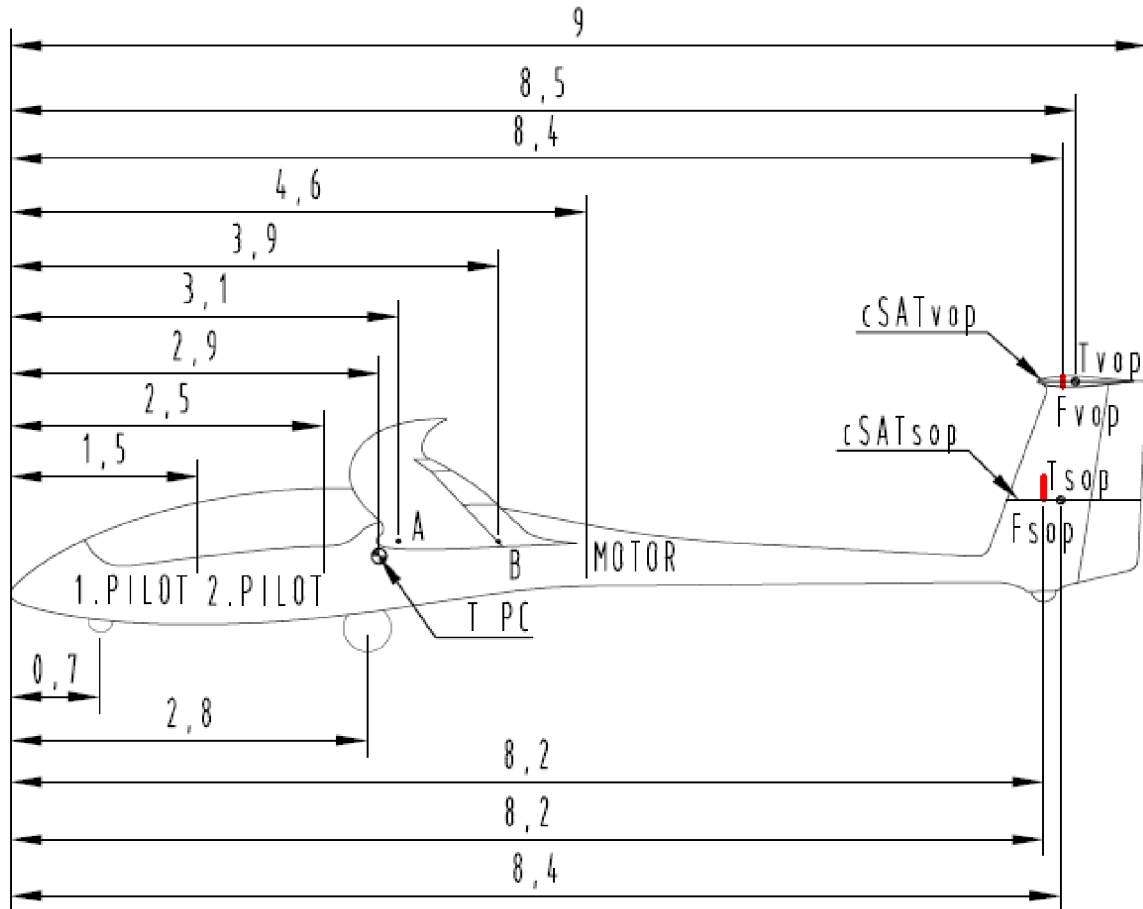 9
8,5
8,4
4,6
3,9
3,1
2,9
2,5
1,5
cSATvop
Tvop
Fvop
cSATsop
Tsop
Fsop
A
B
MOTOR
1.PILOT 2.PILOT
T PC
0,7
2,8
8,2
8,2
8,4